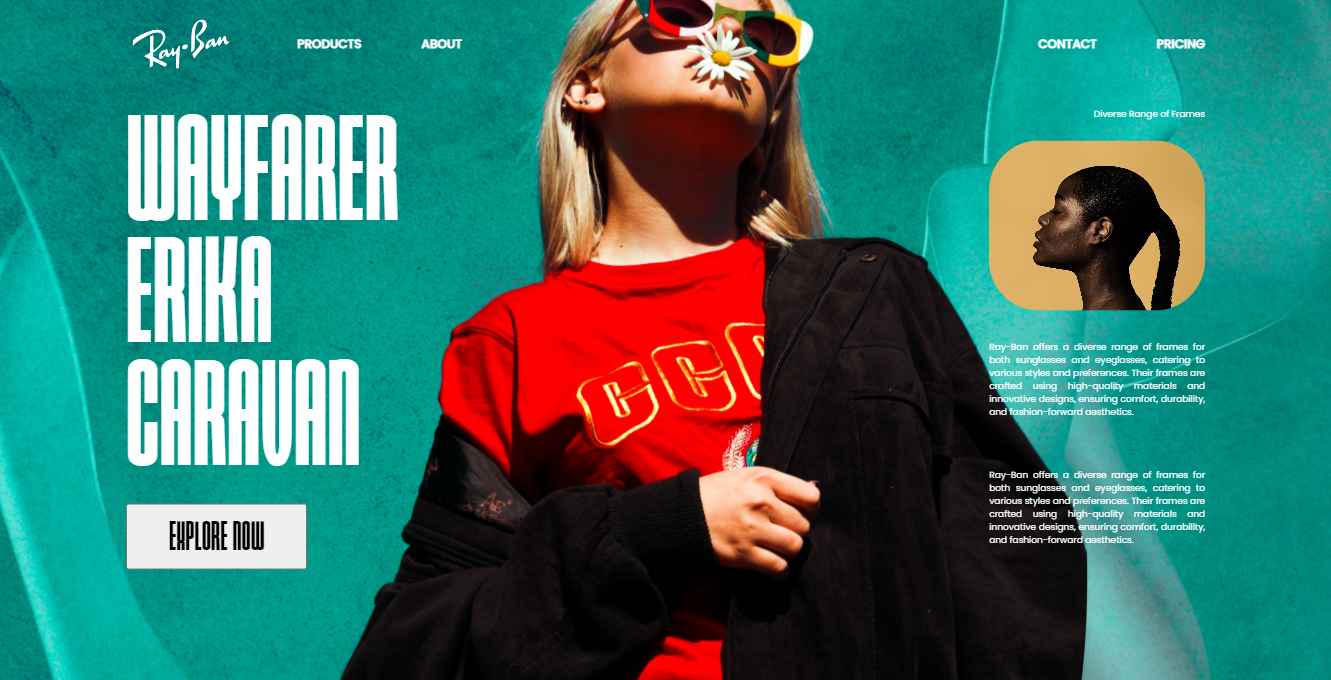 Ray-Ban
PRODUCTS
ABOUT
CONTACT
PRICING
WAYFARER
ERIKA
CARAVAN
EXPLORE NOW
CCC
Diverse Range of Frames
Ray-Ban offers a diverse range of frames for
both sunglasses and eyeglasses, catering to
various styles and preferences. Their frames are
crafted using high-quality materials and
innovative designs, ensuring comfort, durability,
and fashion-forward aesthetics.
Ray-Ban offers a diverse range of frames for
both sunglasses and eyeglasses, catering to
various styles and preferences. Their frames are
crafted using high-quality materials and
innovative designs, ensuring comfort, durability,
and fashion-forward aesthetics.